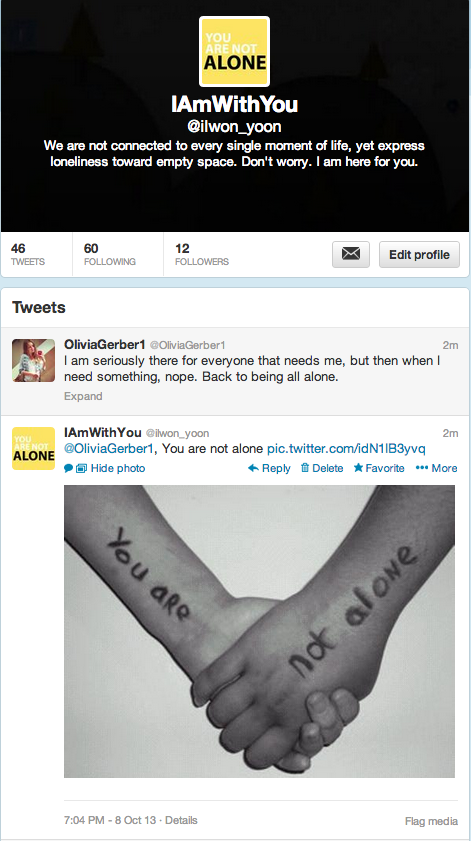 YOU
ARE NOT
ALONE
IAmWithYou
@ilwon_yoon
We are not connected to every single moment of life, yet express
loneliness toward empty space. Don't worry. I am here for you.
46
TWEETS
60
FOLLOWING
12
FOLLOWERS
Edit profile
Tweets
OliviaGerber1 @OliviaGerber1 2m
I am seriously there for everyone that needs me, but then when I
need something, nope. Back to being all alone.
Expand
YOU
ARE NOT
ALONE
IAmWithYou @ilwon_yoon 2m
@OliviaGerber1, You are not alone pic.twitter.com/idN1lB3yvq
Hide photo Reply Delete Favorite More
You are
not alone
7:04 PM - 8 Oct 13 · Details Flag media